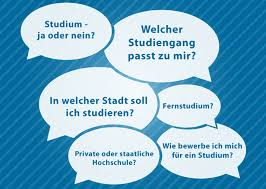 Studium -
ja oder nein?
Welcher
Studiengang
passt zu mir?
In welcher Stadt soll
ich studieren?
Fernstudium?
Private oder staatliche
Hochschule?
Wie bewerbe ich mich
für ein Studium?